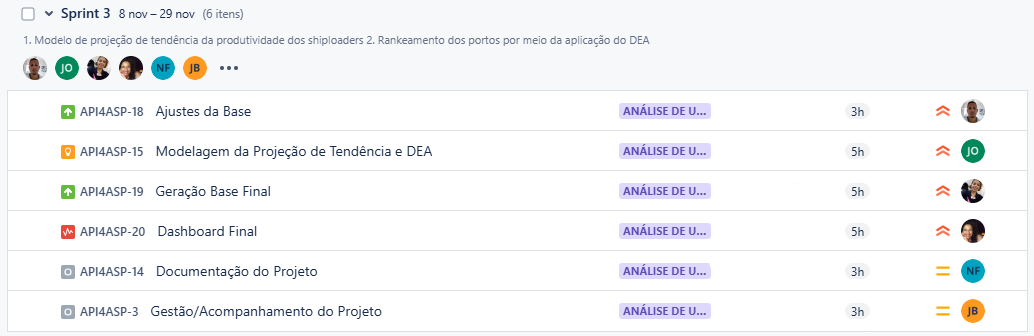 Sprint 3 8 nov – 29 nov (6 itens)
1. Modelo de projeção de tendência da produtividade dos shiploaders 2. Rankeamento dos portos por meio da aplicação do DEA
JO NF JB
API4ASP-18 Ajustes da Base ANÁLISE DE U... 3h
API4ASP-15 Modelagem da Projeção de Tendência e DEA ANÁLISE DE U... 5h JO
API4ASP-19 Geração Base Final ANÁLISE DE U... 5h
API4ASP-20 Dashboard Final ANÁLISE DE U... 5h
API4ASP-14 Documentação do Projeto ANÁLISE DE U... 3h NF
API4ASP-3 Gestão/Acompanhamento do Projeto ANÁLISE DE U... 3h JB